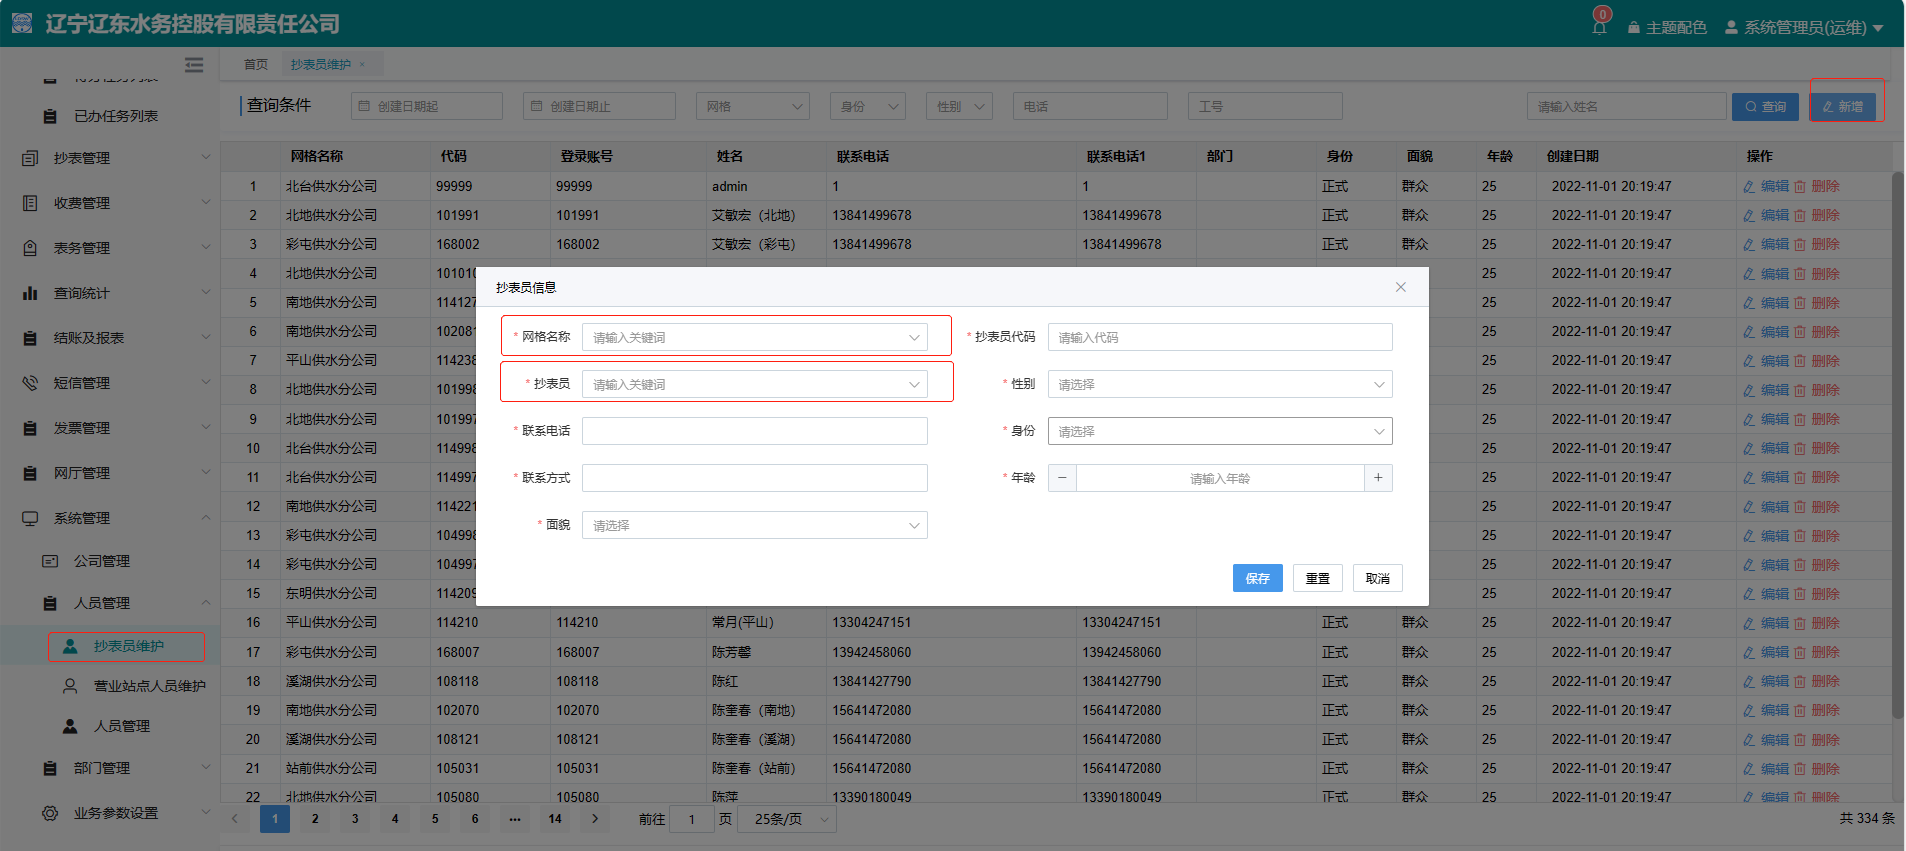 辽宁辽东水务控股有限责任公司
0
主题配色
系统管理员(运维)
已办任务列表
抄表管理
收费管理
表务管理
查询统计
结账及报表
短信管理
发票管理
网厅管理
系统管理
公司管理
人员管理
抄表员维护
营业站点人员维护
人员管理
部门管理
业务参数设置
首页 抄表员维护 ×
查询条件 创建日期起 创建日期止 网格 身份 性别 电话 工号 请输入姓名 查询 新增
网格名称 代码 登录账号 姓名 联系电话 联系电话1 部门 身份 面貌 年龄 创建日期 操作
1 北台供水分公司 99999 99999 admin 1 1 正式 群众 25 2022-11-01 20:19:47 编辑 删除
2 北地供水分公司 101991 101991 艾敏宏（北地） 13841499678 13841499678 正式 群众 25 2022-11-01 20:19:47 编辑 删除
3 彩屯供水分公司 168002 168002 艾敏宏（彩屯） 13841499678 13841499678 正式 群众 25 2022-11-01 20:19:47 编辑 删除
4 北地供水分公司 101010 25 2022-11-01 20:19:47 编辑 删除
5 南地供水分公司 114127 25 2022-11-01 20:19:47 编辑 删除
6 南地供水分公司 102081 25 2022-11-01 20:19:47 编辑 删除
7 平山供水分公司 114238 25 2022-11-01 20:19:47 编辑 删除
8 北地供水分公司 101998 25 2022-11-01 20:19:47 编辑 删除
9 北地供水分公司 101997 25 2022-11-01 20:19:47 编辑 删除
10 北台供水分公司 114998 25 2022-11-01 20:19:47 编辑 删除
11 北台供水分公司 114997 25 2022-11-01 20:19:47 编辑 删除
12 南地供水分公司 114221 25 2022-11-01 20:19:47 编辑 删除
13 彩屯供水分公司 104998 25 2022-11-01 20:19:47 编辑 删除
14 彩屯供水分公司 104997 25 2022-11-01 20:19:47 编辑 删除
15 东明供水分公司 114209 25 2022-11-01 20:19:47 编辑 删除
16 平山供水分公司 114210 114210 常月(平山) 13304247151 13304247151 正式 群众 25 2022-11-01 20:19:47 编辑 删除
17 彩屯供水分公司 168007 168007 陈芳馨 13942458060 13942458060 正式 群众 25 2022-11-01 20:19:47 编辑 删除
18 溪湖供水分公司 108118 108118 陈红 13841427790 13841427790 正式 群众 25 2022-11-01 20:19:47 编辑 删除
19 南地供水分公司 102070 102070 陈奎春（南地） 15641472080 15641472080 正式 群众 25 2022-11-01 20:19:47 编辑 删除
20 溪湖供水分公司 108121 108121 陈奎春（溪湖） 15641472080 15641472080 正式 群众 25 2022-11-01 20:19:47 编辑 删除
21 站前供水分公司 105031 105031 陈奎春（站前） 15641472080 15641472080 正式 群众 25 2022-11-01 20:19:47 编辑 删除
22 北地供水分公司 105080 105080 陈萍 13390180049 13390180049 正式 群众 25 2022-11-01 20:19:47 编辑 删除
1 2 3 4 5 6 ••• 14 前往 1 页 25条/页 共 334 条
抄表员信息
* 网格名称 请输入关键词 * 抄表员代码 请输入代码
* 抄表员 请输入关键词 * 性别 请选择
* 联系电话 * 身份 请选择
* 联系方式 * 年龄 − 请输入年龄 +
* 面貌 请选择
保存 重置 取消